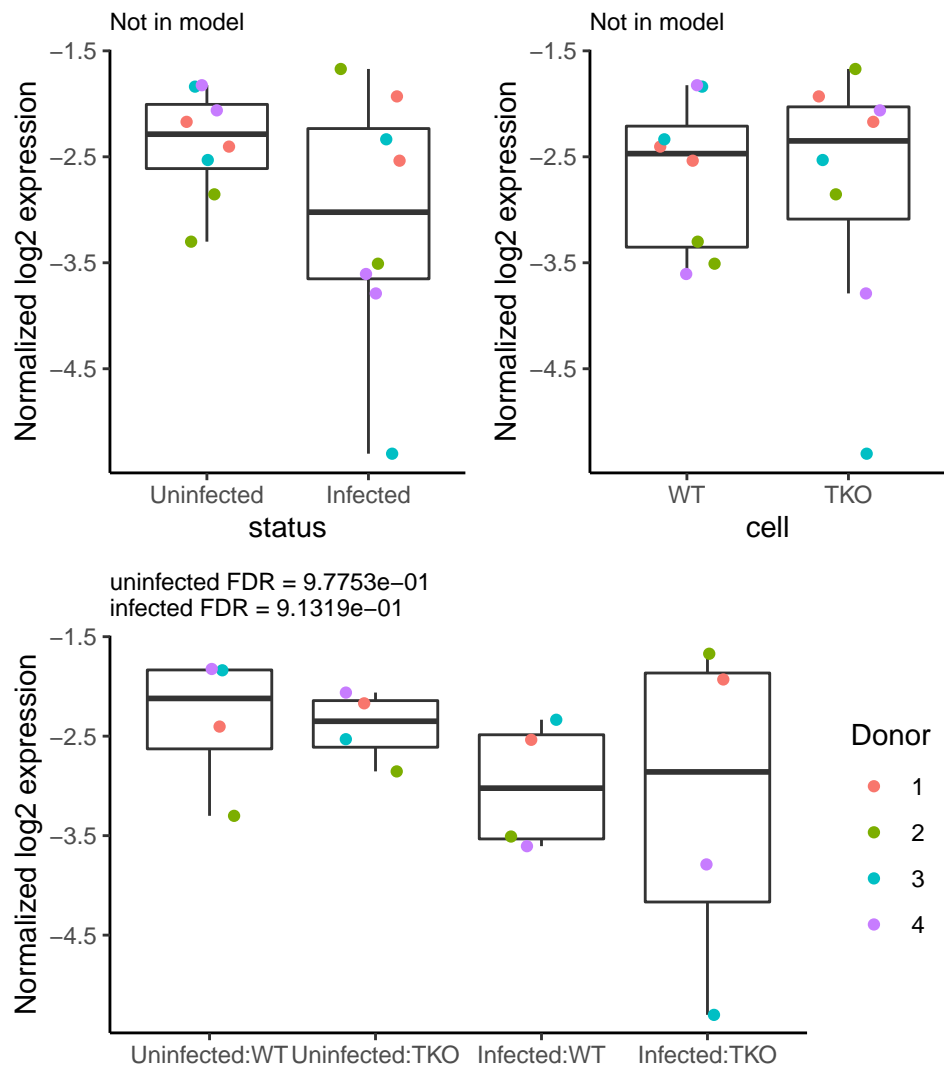 Not in model
Normalized log2 expression
−1.5
−2.5
−3.5
−4.5
Uninfected Infected
status
Not in model
Normalized log2 expression
−1.5
−2.5
−3.5
−4.5
WT TKO
cell
uninfected FDR = 9.7753e−01
infected FDR = 9.1319e−01
Normalized log2 expression
−1.5
−2.5
−3.5
−4.5
Uninfected:WT Uninfected:TKO Infected:WT Infected:TKO
Donor
1
2
3
4